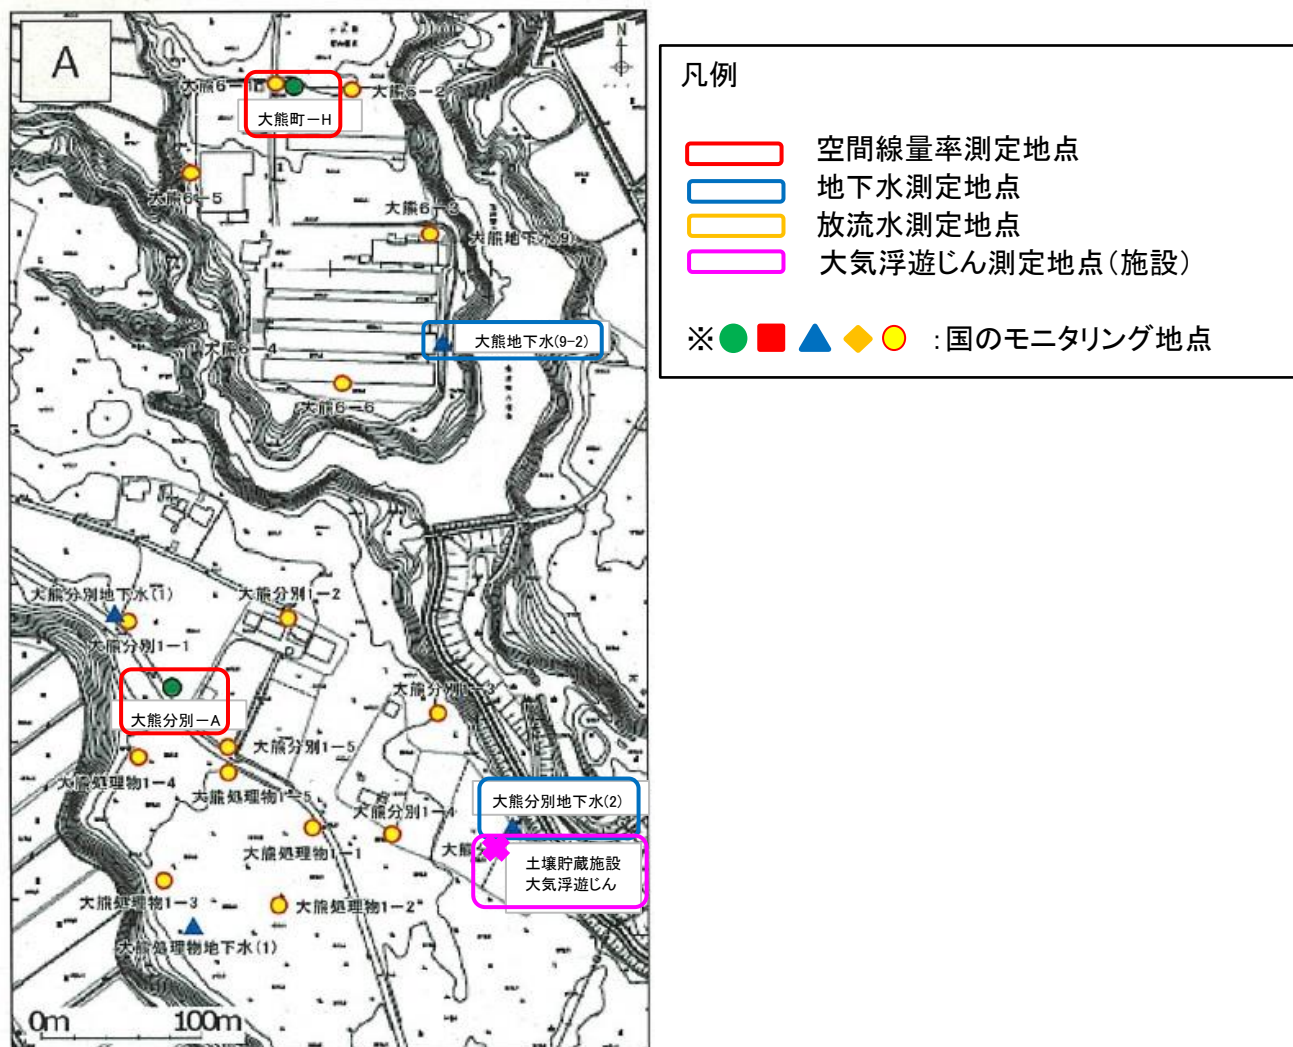 A
N
大熊6-1
大熊6-2
大熊町-H
大熊6-5
大熊6-3
大熊地下水(9)
大熊6-4
大熊地下水(9-2)
大熊6-6
大熊分別地下水(1)
大熊分別1-2
大熊分別1-1
大熊分別1-3
大熊分別-A
大熊分別1-5
大熊処理物1-4
大熊処理物1-5
大熊分別1-4
大熊分別地下水(2)
大熊処理物1-1
大熊分
土壌貯蔵施設
大気浮遊じん
大熊処理物1-3
大熊処理物1-2
大熊処理物地下水(1)
0m 100m
凡例
空間線量率測定地点
地下水測定地点
放流水測定地点
大気浮遊じん測定地点(施設)
※ :国のモニタリング地点